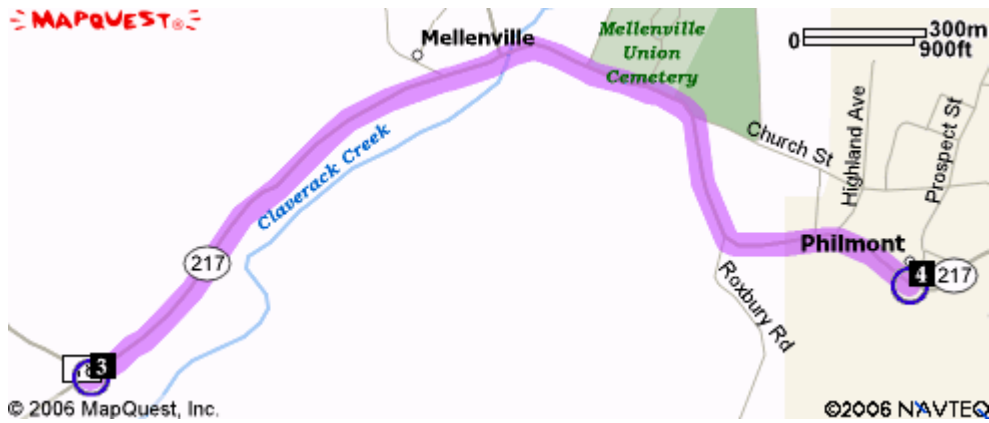 MAPQUEST
Mellenville
Mellenville
Union
Cemetery
0
300m
900ft
Church St
Highland Ave
Prospect St
Claverack Creek
217
Philmont
4
217
Roxbury Rd
3
© 2006 MapQuest, Inc.
©2006 NAVTEQ